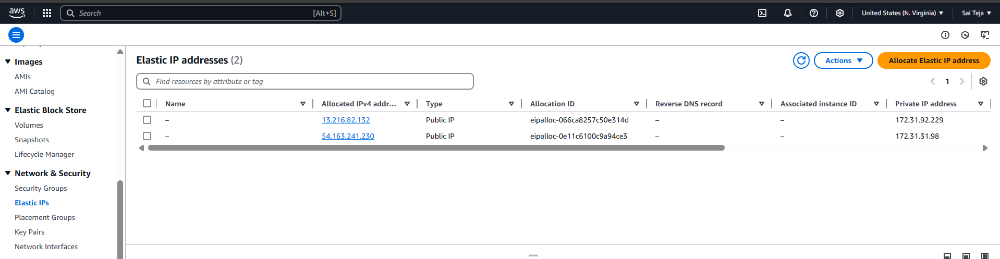 aws
Search [Alt+S]
United States (N. Virginia)
Sai Teja
Images
AMIs
AMI Catalog
Elastic Block Store
Volumes
Snapshots
Lifecycle Manager
Network & Security
Security Groups
Elastic IPs
Placement Groups
Key Pairs
Network Interfaces
Elastic IP addresses (2)
Actions
Allocate Elastic IP address
Find resources by attribute or tag
1
Name Allocated IPv4 addr... Type Allocation ID Reverse DNS record Associated instance ID Private IP address
– 13.216.82.132 Public IP eipalloc-066ca8257c50e314d – – 172.31.92.229
– 54.163.241.230 Public IP eipalloc-0e11c6100c9a94ce3 – – 172.31.31.98